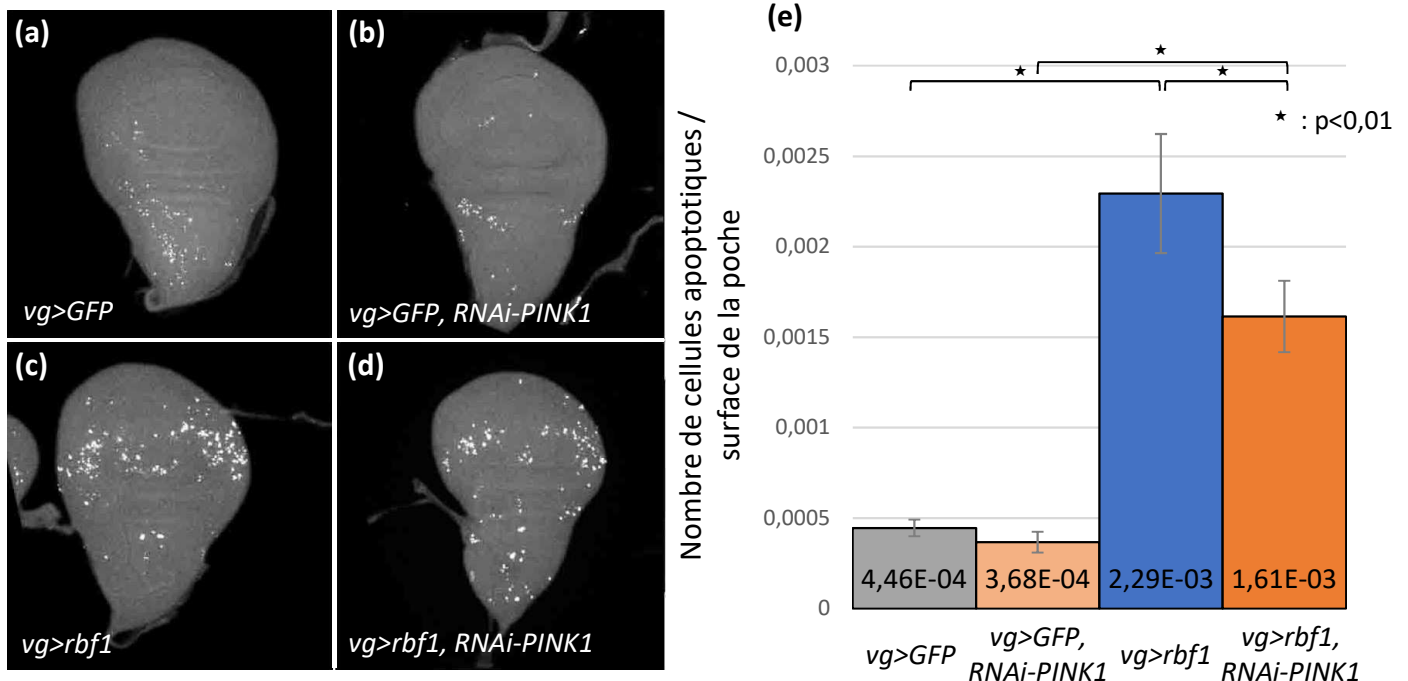 (a)
vg>GFP
(b)
vg>GFP, RNAi-PINK1
(c)
vg>rbf1
(d)
vg>rbf1, RNAi-PINK1
(e)
Nombre de cellules apoptotiques /
surface de la poche
0,003
0,0025
0,002
0,0015
0,001
0,0005
0
★
★
★
★ : p<0,01
4,46E-04
3,68E-04
2,29E-03
1,61E-03
vg>GFP
vg>GFP,
RNAi-PINK1
vg>rbf1
vg>rbf1,
RNAi-PINK1